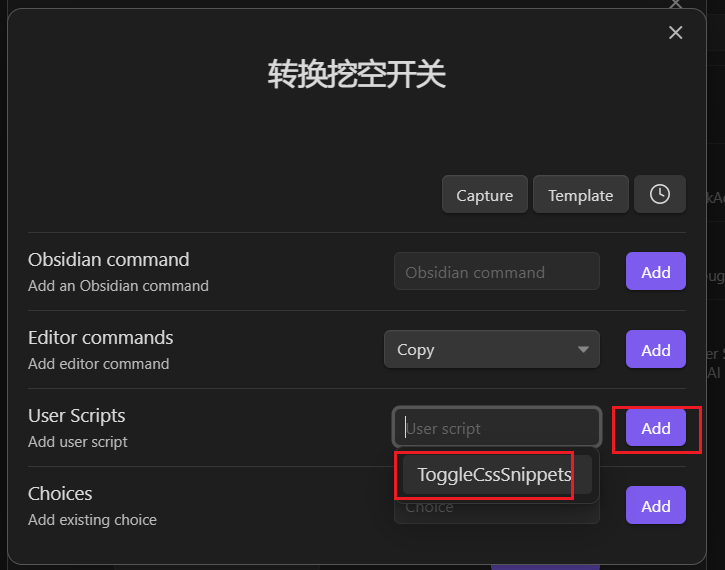 转换挖空开关
Capture
Template
Obsidian command
Add an Obsidian command
Obsidian command
Add
Editor commands
Add editor command
Copy
Add
User Scripts
Add user script
User script
Add
ToggleCssSnippets
Choices
Add existing choice
Choice
Add